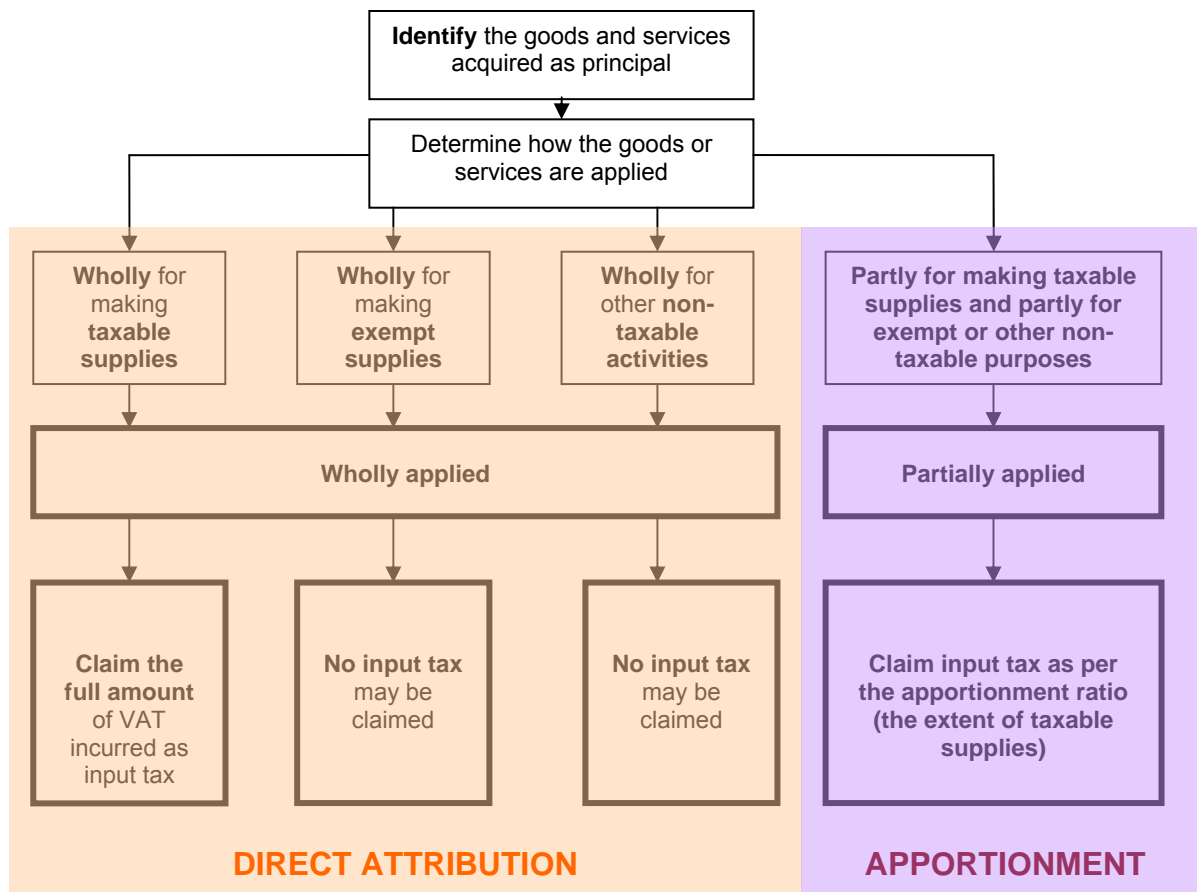 Identify the goods and services
acquired as principal
Determine how the goods or
services are applied
Wholly for
making
taxable
supplies
Wholly for
making
exempt
supplies
Wholly for
other non-
taxable
activities
Partly for making taxable
supplies and partly for
exempt or other non-
taxable purposes
Wholly applied
Partially applied
Claim the
full amount
of VAT
incurred as
input tax
No input tax
may be
claimed
No input tax
may be
claimed
Claim input tax as per
the apportionment ratio
(the extent of taxable
supplies)
DIRECT ATTRIBUTION
APPORTIONMENT